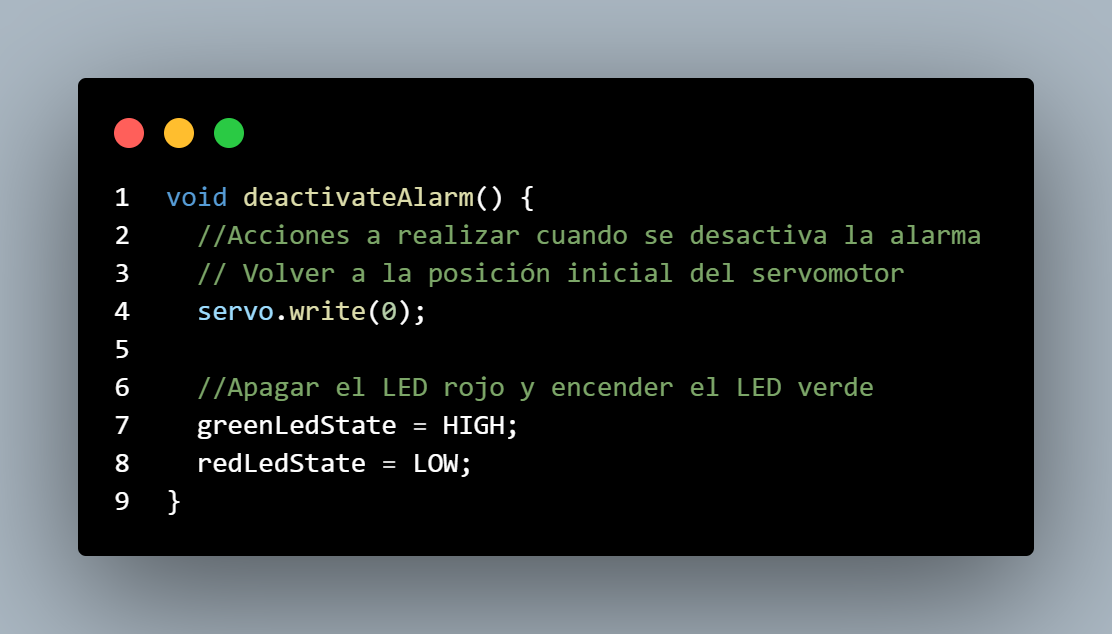 1 void deactivateAlarm() {
2   //Acciones a realizar cuando se desactiva la alarma
3   // Volver a la posición inicial del servomotor
4   servo.write(0);
5
6   //Apagar el LED rojo y encender el LED verde
7   greenLedState = HIGH;
8   redLedState = LOW;
9 }